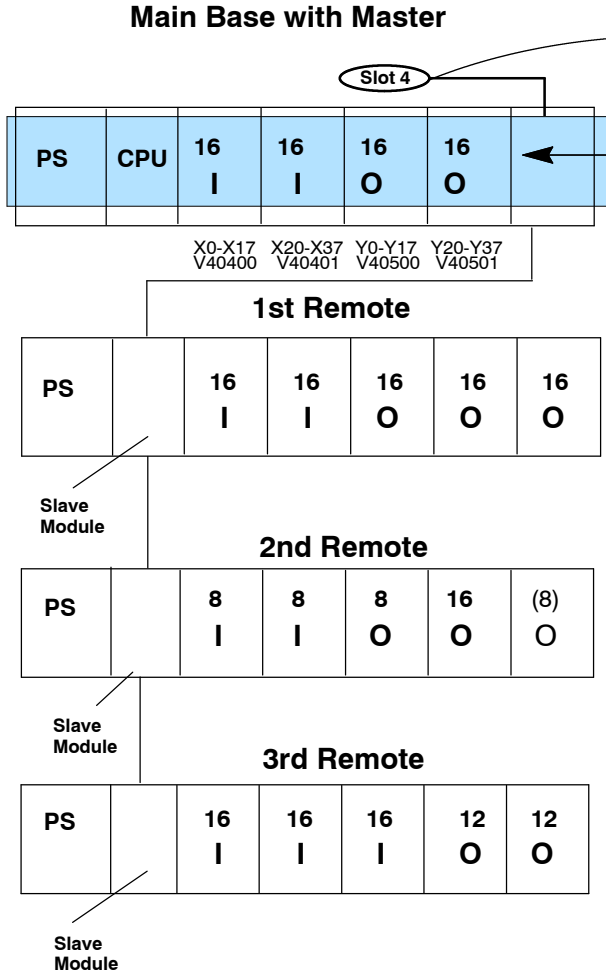 Main Base with Master
Slot 4
PS CPU 16 16 16 16
I I O O
X0-X17 X20-X37 Y0-Y17 Y20-Y37
V40400 V40401 V40500 V40501
1st Remote
PS 16 16 16 16 16
I I O O O
Slave
Module
2nd Remote
PS 8 8 8 16 (8)
I I O O O
Slave
Module
3rd Remote
PS 16 16 16 12 12
I I I O O
Slave
Module